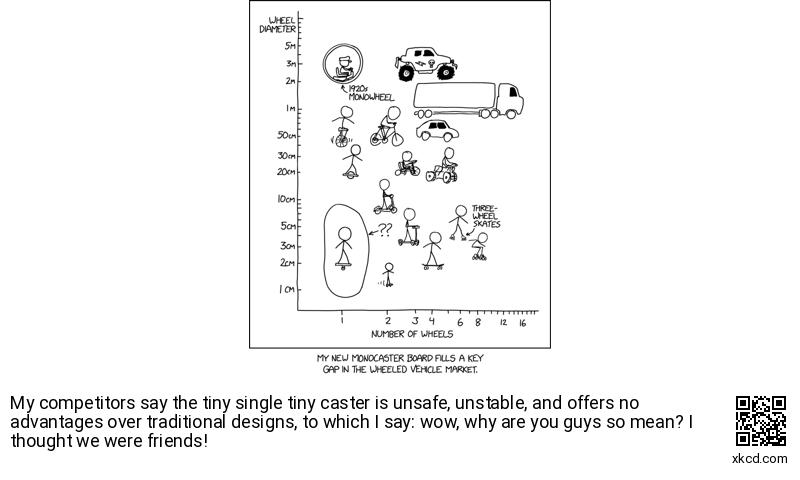 WHEEL
DIAMETER
5M
3M
2M
1920s
MONOWHEEL
1M
50CM
30CM
20CM
10CM
THREE-
WHEEL
SKATES
5CM
??
3CM
2CM
1CM
1 2 3 4 6 8 12 16
NUMBER OF WHEELS
MY NEW MONOCASTER BOARD FILLS A KEY
GAP IN THE WHEELED VEHICLE MARKET.
My competitors say the tiny single tiny caster is unsafe, unstable, and offers no
advantages over traditional designs, to which I say: wow, why are you guys so mean? I
thought we were friends!
xkcd.com